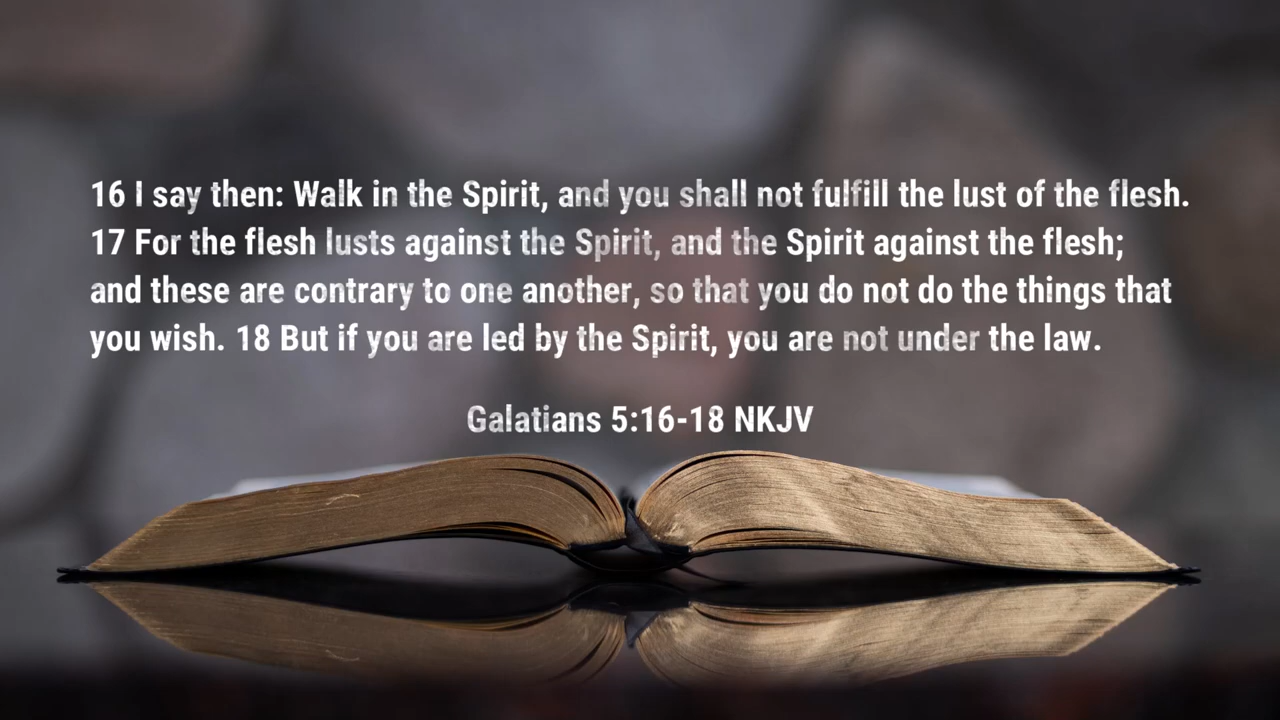 16 I say then: Walk in the Spirit, and you shall not fulfill the lust of the flesh.
17 For the flesh lusts against the Spirit, and the Spirit against the flesh;
and these are contrary to one another, so that you do not do the things that
you wish. 18 But if you are led by the Spirit, you are not under the law.
Galatians 5:16-18 NKJV